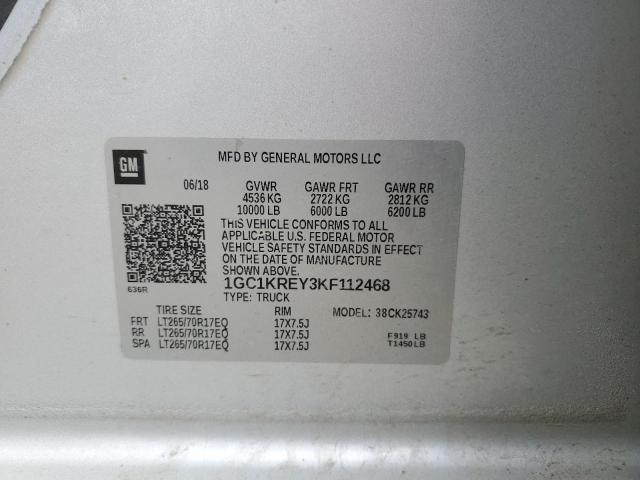 GM
MFD BY GENERAL MOTORS LLC
06/18 GVWR GAWR FRT GAWR RR
4536 KG 2722 KG 2812 KG
10000 LB 6000 LB 6200 LB
THIS VEHICLE CONFORMS TO ALL
APPLICABLE U.S. FEDERAL MOTOR
VEHICLE SAFETY STANDARDS IN EFFECT
ON THE DATE OF MANUFACTURE
SHOWN ABOVE.
636R 1GC1KREY3KF112468
TYPE: TRUCK
TIRE SIZE RIM MODEL: 38CK25743
FRT LT265/70R17EQ 17X7.5J
RR LT265/70R17EQ 17X7.5J F919 LB
SPA LT265/70R17EQ 17X7.5J T1450LB